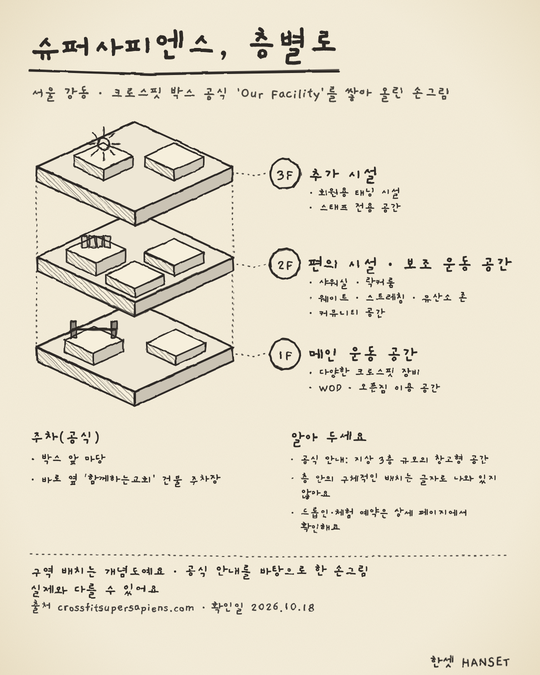 슈퍼사피엔스, 층별로
서울 강동 · 크로스핏 박스 공식 'Our Facility'를 쌓아 올린 손그림
3F 추가 시설
· 회원용 태닝 시설
· 스태프 전용 공간
2F 편의 시설 · 보조 운동 공간
· 샤워실 · 락커룸
· 웨이트 · 스트레칭 · 유산소 존
· 커뮤니티 공간
1F 메인 운동 공간
· 다양한 크로스핏 장비
· WOD · 오픈짐 이용 공간
주차(공식)
· 박스 앞 마당
· 바로 옆 '함께하는교회' 건물 주차장
알아 두세요
· 공식 안내: 지상 3층 규모의 창고형 공간
· 층 안의 구체적인 배치는 글자로 나와 있지
않아요
· 드롭인·체험 예약은 상세 페이지에서
확인해요
구역 배치는 개념도예요 · 공식 안내를 바탕으로 한 손그림
실제와 다를 수 있어요
출처 crossfitsupersapiens.com · 확인일 2026.10.18
한셋 HANSET